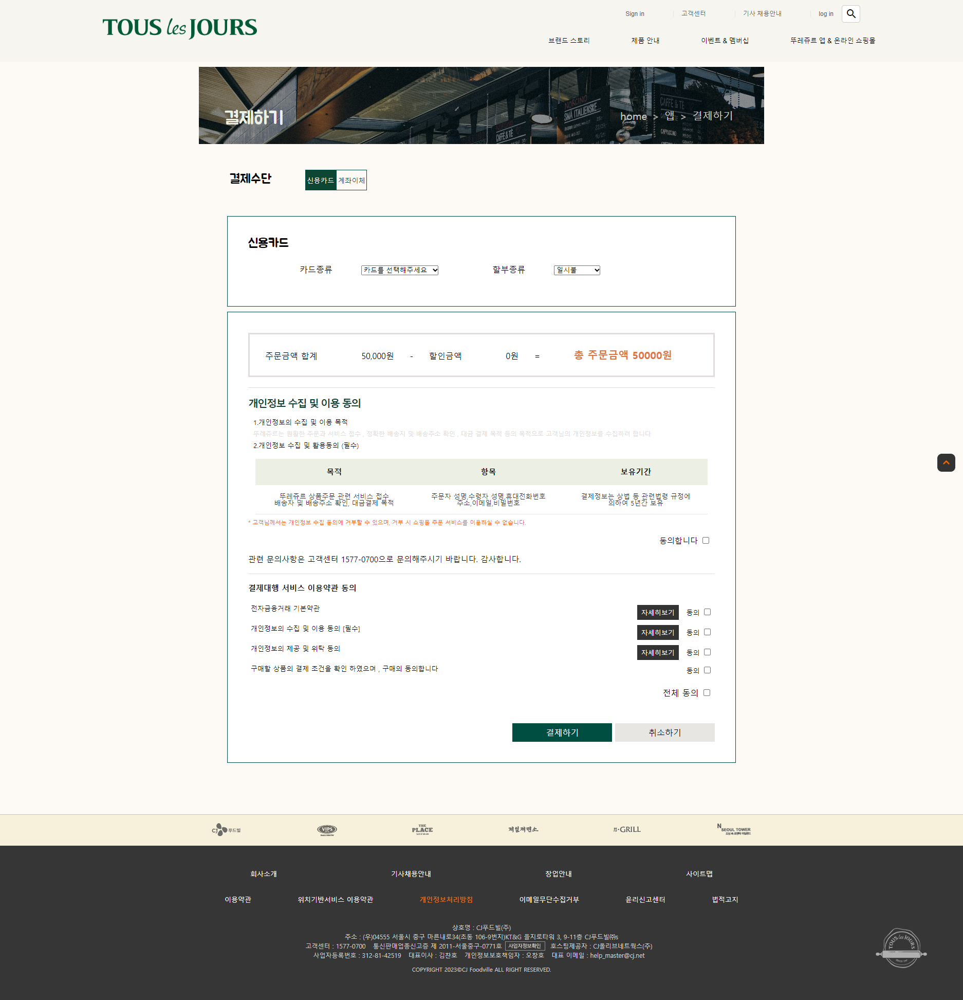 TOUS les JOURS
Sign in 고객센터 기사 채용안내 log in
브랜드 스토리 제품 안내 이벤트 & 멤버십 뚜레쥬르 앱 & 온라인 쇼핑몰
결제하기
home > 앱 > 결제하기
NORCINO
SMA ITALIENSKE...
CAFFÈ & TÈ
CAFFÈ & TE
CAPPUCCINO
결제수단 신용카드 계좌이체
신용카드
카드종류 카드를 선택해주세요 할부종류 일시불
주문금액 합계 50,000원 - 할인금액 0원 = 총 주문금액 50000원
개인정보 수집 및 이용 동의
1.개인정보의 수집 및 이용 목적
뚜레쥬르는 원활한 주문과 서비스 접수 , 정확한 배송지 및 배송주소 확인 , 대금 결제 목적 등의 목적으로 고객님의 개인정보를 수집하려 합니다
2.개인정보 수집 및 활용동의 (필수)
목적 항목 보유기간
뚜레쥬르 상품주문 관련 서비스 접수 주문자 성명,수령자 성명,휴대전화번호 결제정보는 상법 등 관련법령 규정에
배송자 및 배송주소 확인, 대금결제 목적 주소,이메일,비밀번호 의하여 5년간 보유
* 고객님께서는 개인정보 수집 동의에 거부할 수 있으며, 거부 시 쇼핑몰 주문 서비스를 이용하실 수 없습니다.
동의합니다
관련 문의사항은 고객센터 1577-0700으로 문의해주시기 바랍니다. 감사합니다.
결제대행 서비스 이용약관 동의
전자금융거래 기본약관 자세히보기 동의
개인정보의 수집 및 이용 동의 [필수] 자세히보기 동의
개인정보의 제공 및 위탁 동의 자세히보기 동의
구매할 상품의 결제 조건을 확인 하였으며 , 구매의 동의합니다 동의
전체 동의
결제하기 취소하기
CJ 푸드빌 VIPS THE PLACE 제일제면소 n·GRILL N SEOUL TOWER
회사소개 기사채용안내 창업안내 사이트맵
이용약관 위치기반서비스 이용약관 개인정보처리방침 이메일무단수집거부 윤리신고센터 법적고지
상호명 : CJ푸드빌(주)
주소 : (우)04555 서울시 중구 마른내로34(초동 106-9번지)KT&G 을지로타워 3, 9-11층 CJ푸드빌㈜s
고객센터 : 1577-0700 통신판매업종신고증 제 2011-서울중구-0771호 사업자정보확인 호스팅제공자 : CJ올리브네트웍스(주)
사업자등록번호 : 312-81-42519 대표이사 : 김찬호 개인정보보호책임자 : 오창호 대표 이메일 : help_master@cj.net
COPYRIGHT 2023©CJ Foodville ALL RIGHT RESERVED.
TOUS les JOURS